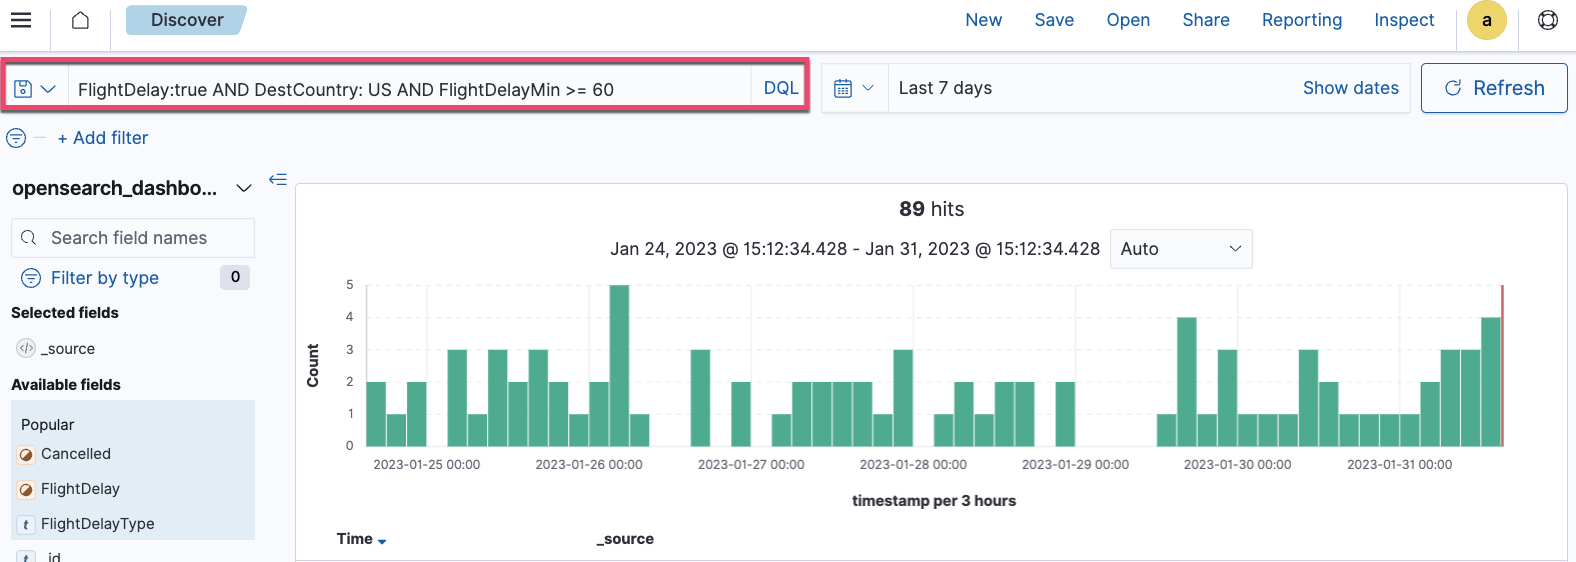 Discover New Save Open Share Reporting Inspect a
FlightDelay:true AND DestCountry: US AND FlightDelayMin >= 60 DQL Last 7 days Show dates Refresh
+ Add filter
opensearch_dashbo...
Search field names
Filter by type 0
Selected fields
_source
Available fields
Popular
Cancelled
FlightDelay
t FlightDelayType
t _id
89 hits
Jan 24, 2023 @ 15:12:34.428 - Jan 31, 2023 @ 15:12:34.428 Auto
Count
5
4
3
2
1
0
2023-01-25 00:00 2023-01-26 00:00 2023-01-27 00:00 2023-01-28 00:00 2023-01-29 00:00 2023-01-30 00:00 2023-01-31 00:00
timestamp per 3 hours
Time _source